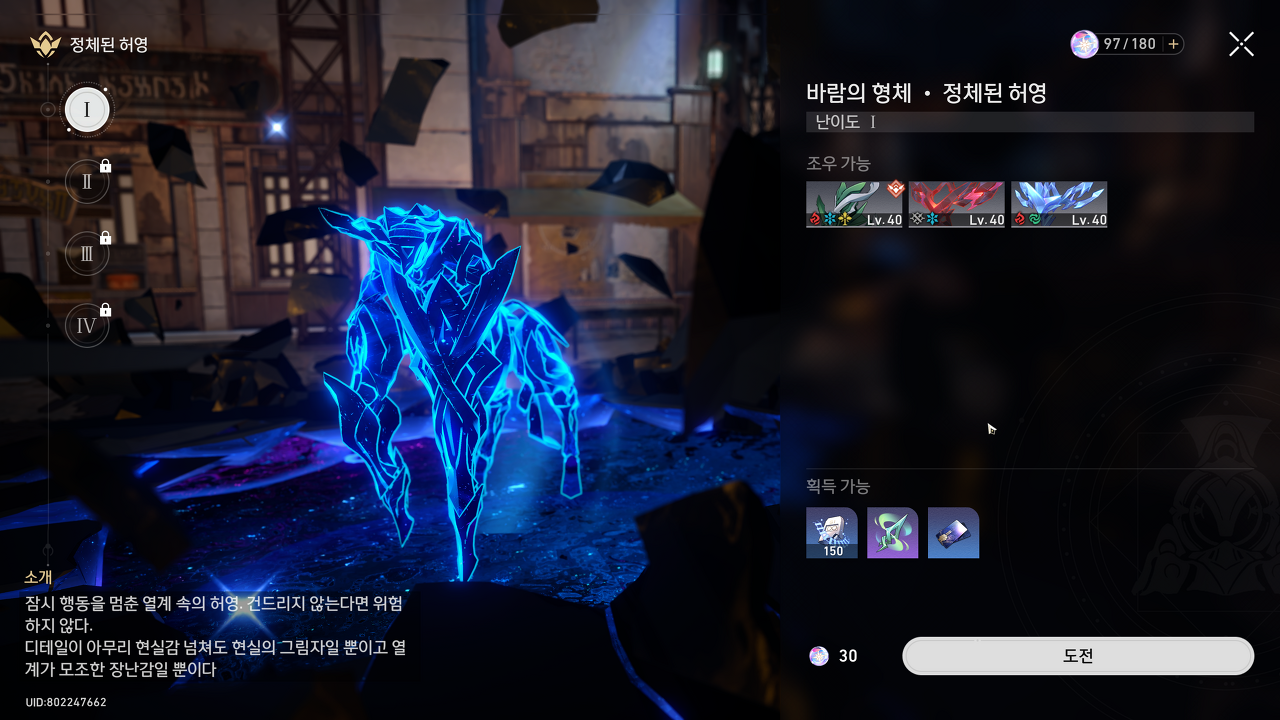 정체된 허영
97/180 +
I
II
III
IV
바람의 형체 • 정체된 허영
난이도 I
조우 가능
Lv.40
Lv.40
Lv.40
획득 가능
150
소개
잠시 행동을 멈춘 열계 속의 허영. 건드리지 않는다면 위험
하지 않다.
디테일이 아무리 현실감 넘쳐도 현실의 그림자일 뿐이고 열
계가 모조한 장난감일 뿐이다
30
도전
UID:802247662